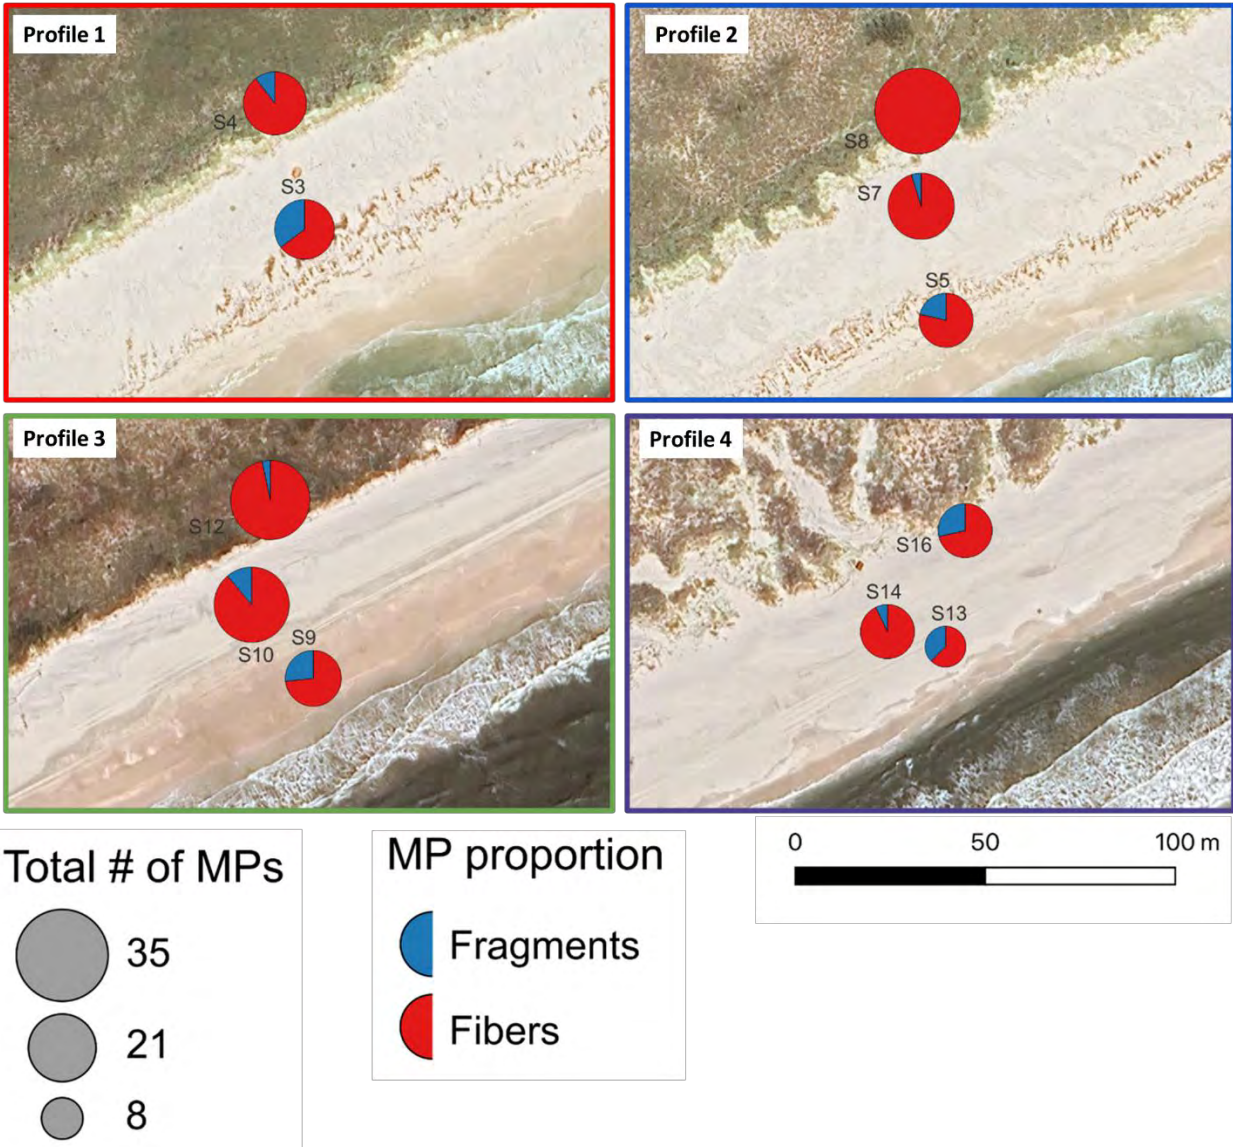 Profile 1
S4
S3
Profile 2
S8
S7
S5
Profile 3
S12
S9
S10
Profile 4
S16
S14
S13
Total # of MPs
35
21
8
MP proportion
Fragments
Fibers
0 50 100 m